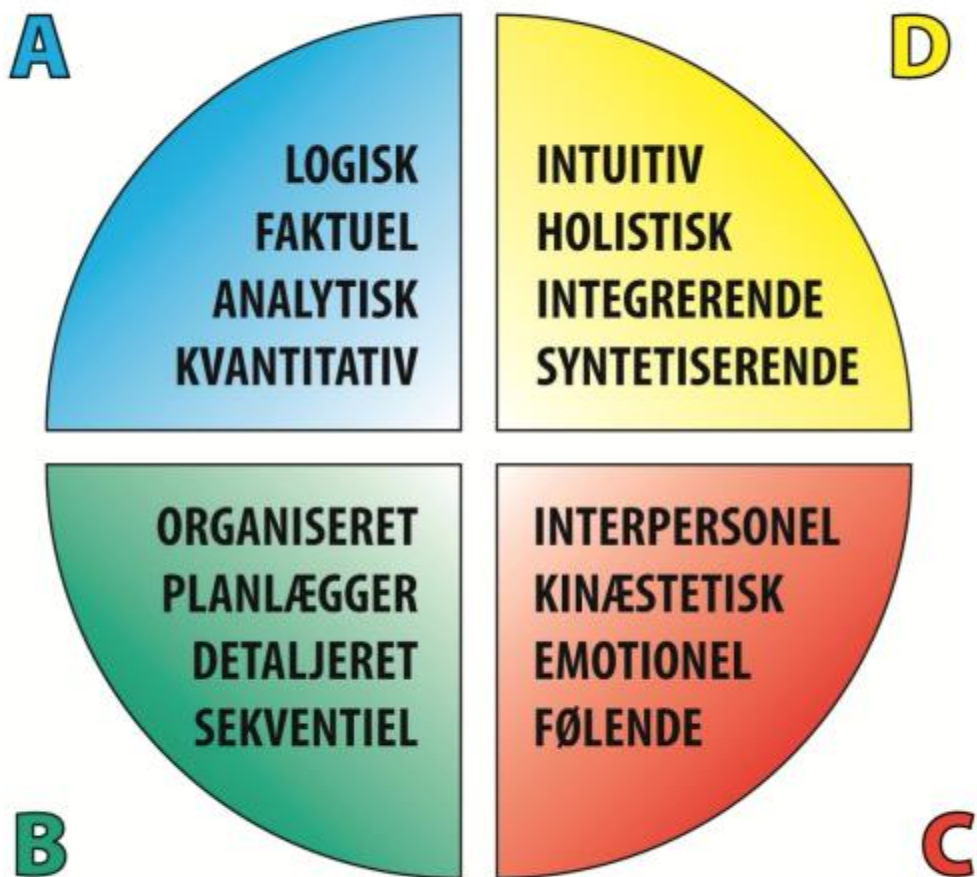 A
LOGISK
FAKTUEL
ANALYTISK
KVANTITATIV
D
INTUITIV
HOLISTISK
INTEGRERENDE
SYNTETISERENDE
B
ORGANISERET
PLANLÆGGER
DETALJERET
SEKVENTIEL
C
INTERPERSONEL
KINÆSTETISK
EMOTIONEL
FØLENDE